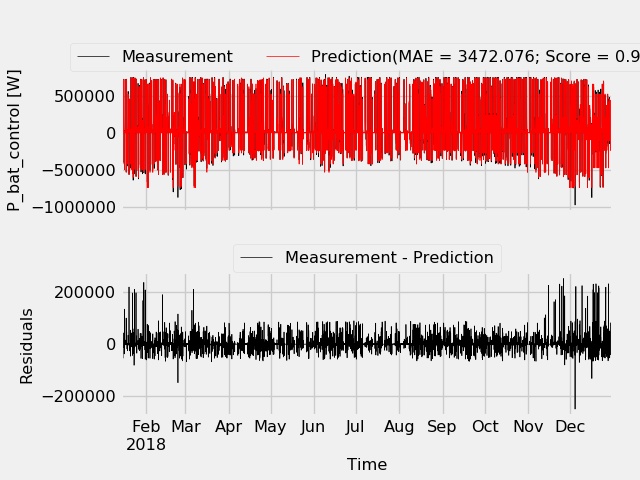 Measurement
Prediction(MAE = 3472.076; Score = 0.9
P_bat_control [W]
500000
0
−500000
−1000000
Measurement - Prediction
Residuals
200000
0
−200000
Feb Mar Apr May Jun Jul Aug Sep Oct Nov Dec
2018
Time